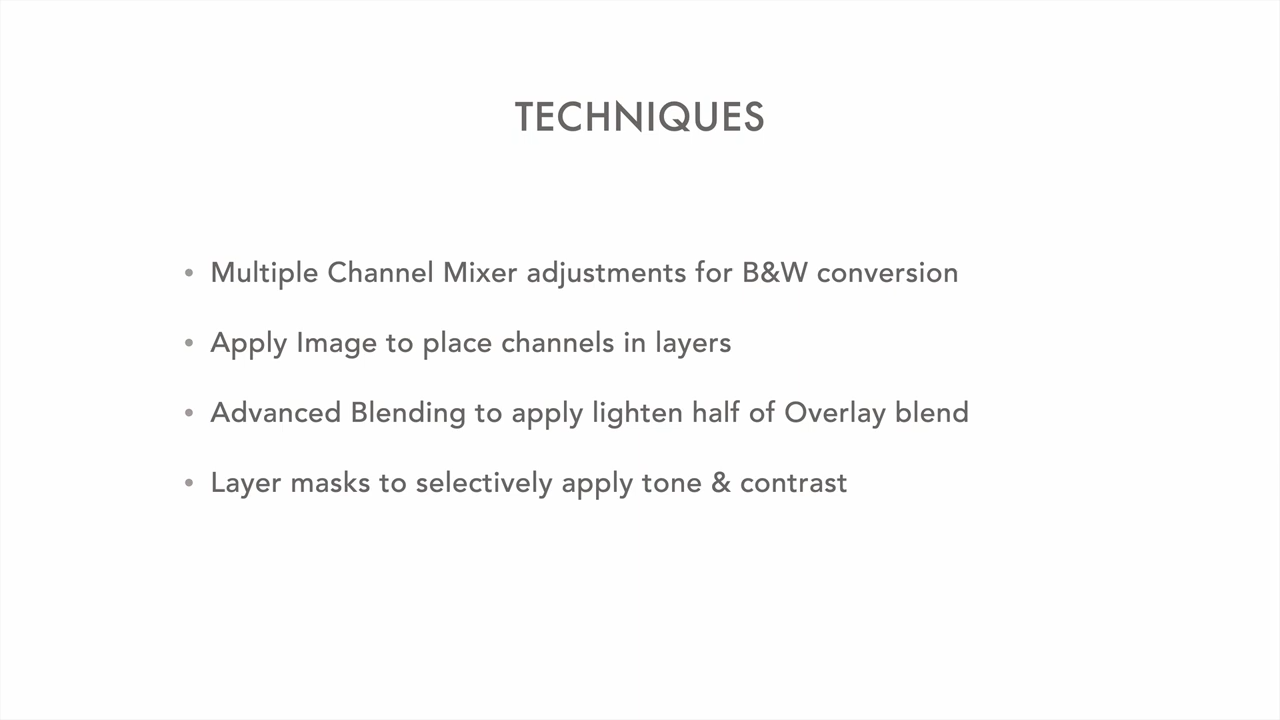 TECHNIQUES
• Multiple Channel Mixer adjustments for B&W conversion
• Apply Image to place channels in layers
• Advanced Blending to apply lighten half of Overlay blend
• Layer masks to selectively apply tone & contrast